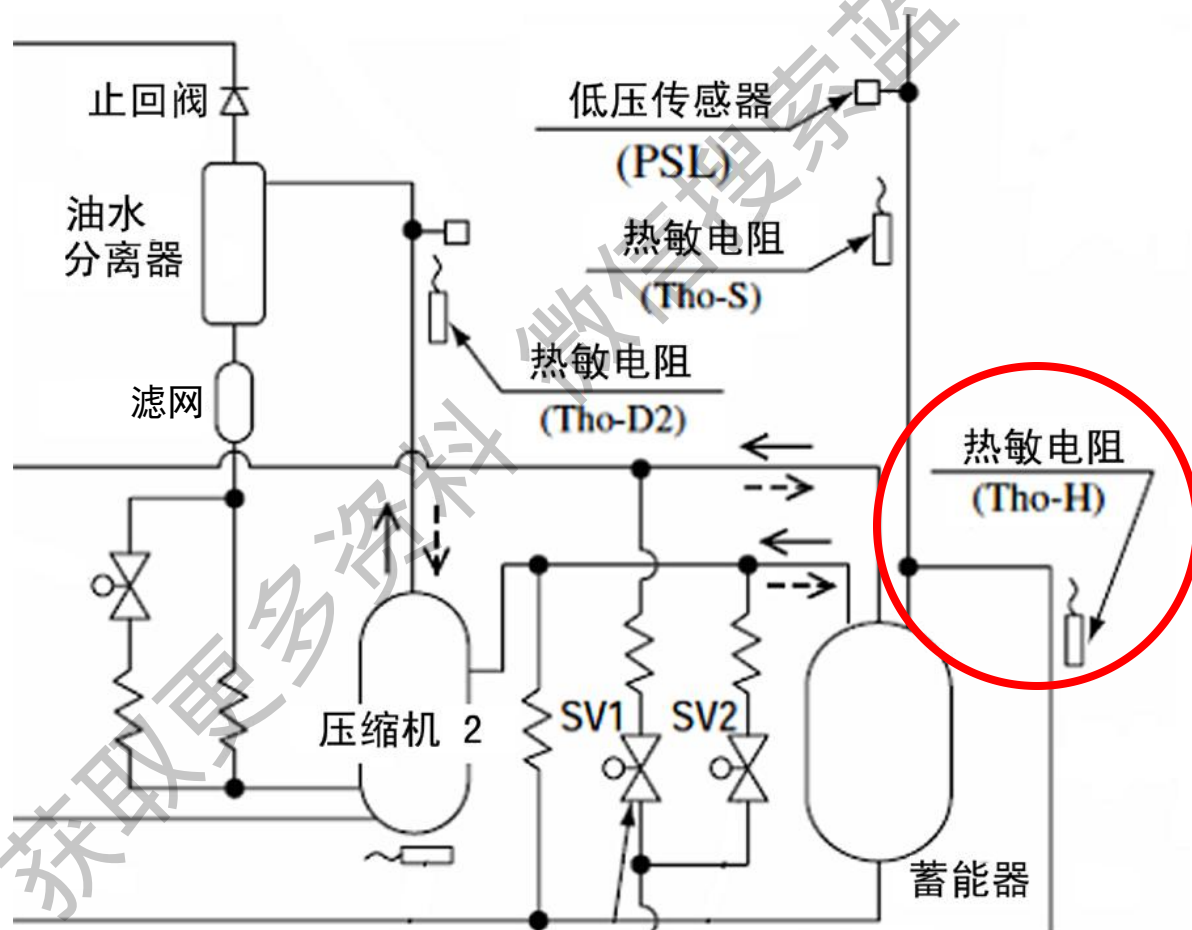 止回阀
低压传感器
(PSL)
油水
分离器
热敏电阻
(Tho-S)
热敏电阻
(Tho-D2)
滤网
热敏电阻
(Tho-H)
压缩机 2
SV1
SV2
蓄能器
获取更多资料 微信搜索蓝